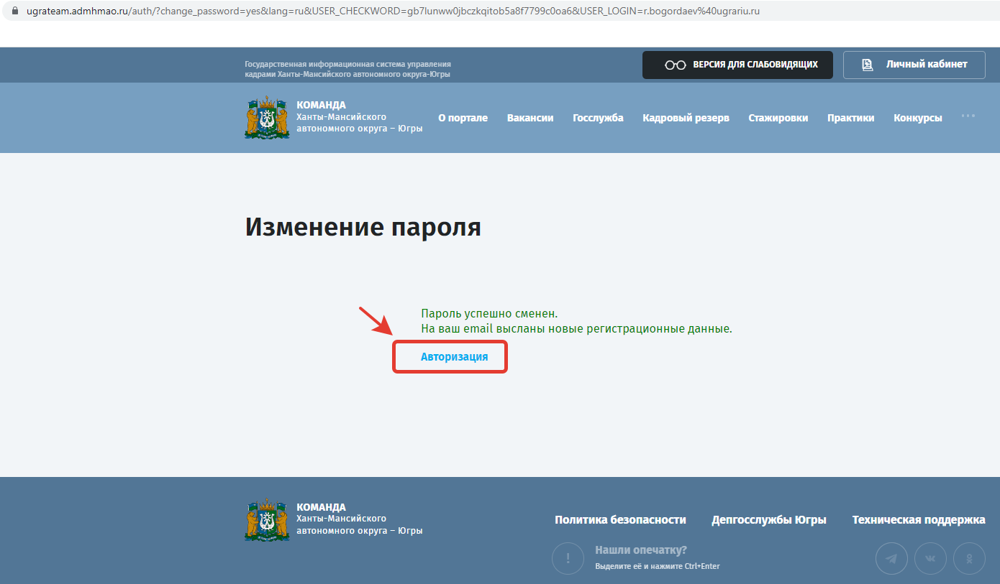 ugrateam.admhmao.ru/auth/?change_password=yes&lang=ru&USER_CHECKWORD=gb7lunww0jbczkqitob5a8f7799c0oa6&USER_LOGIN=r.bogordaev%40ugrariu.ru
Государственная информационная система управления
кадрами Ханты-Мансийского автономного округа-Югры
ВЕРСИЯ ДЛЯ СЛАБОВИДЯЩИХ
Личный кабинет
КОМАНДА
Ханты-Мансийского
автономного округа – Югры
О портале
Вакансии
Госслужба
Кадровый резерв
Стажировки
Практики
Конкурсы
Изменение пароля
Пароль успешно сменен.
На ваш email высланы новые регистрационные данные.
Авторизация
КОМАНДА
Ханты-Мансийского
автономного округа – Югры
Политика безопасности
Депгосслужбы Югры
Техническая поддержка
!
Нашли опечатку?
Выделите её и нажмите Ctrl+Enter